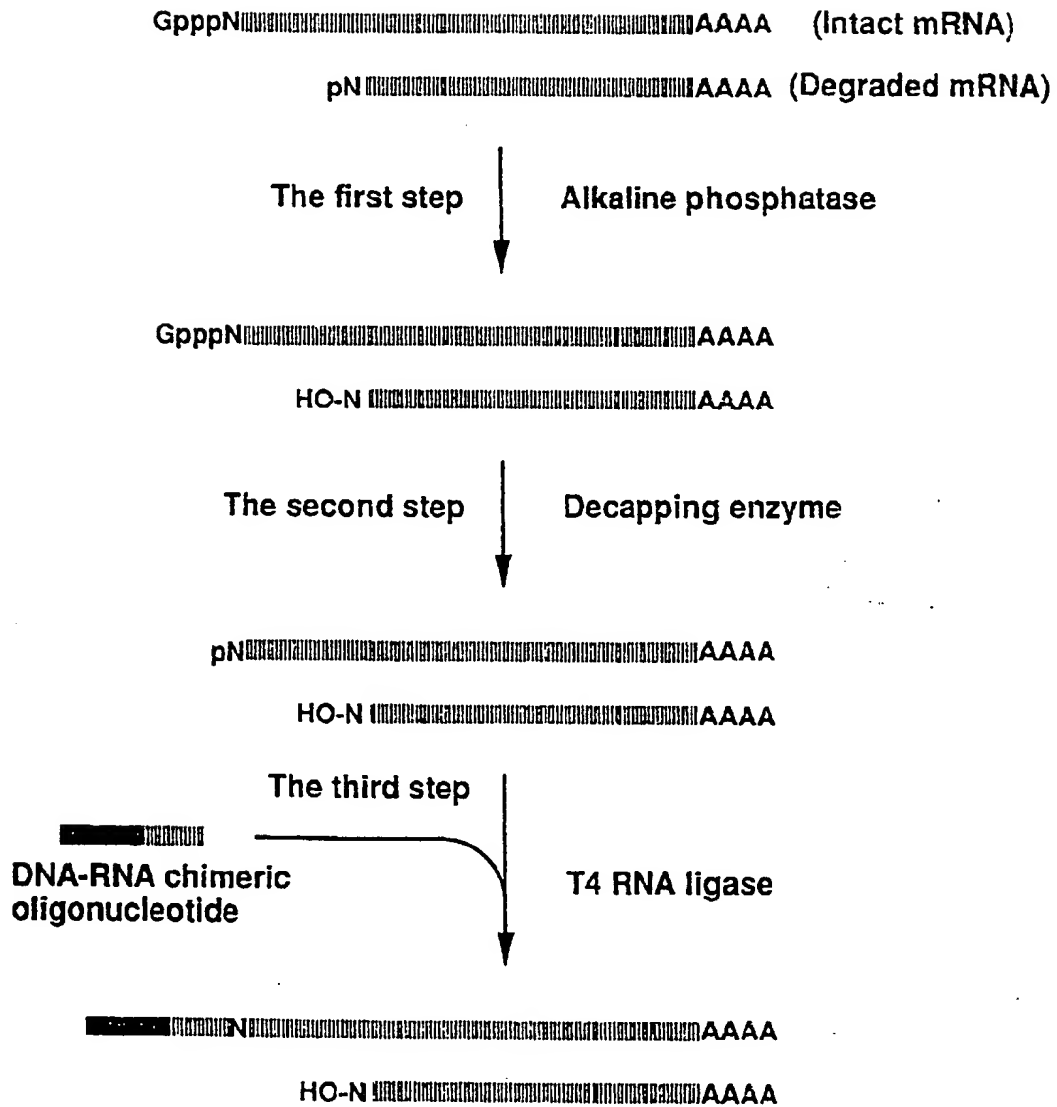 GpppN AAAA (Intact mRNA)
pN AAAA (Degraded mRNA)
The first step Alkaline phosphatase
GpppN AAAA
HO-N AAAA
The second step Decapping enzyme
pN AAAA
HO-N AAAA
The third step
DNA-RNA chimeric
oligonucleotide
T4 RNA ligase
N AAAA
HO-N AAAA